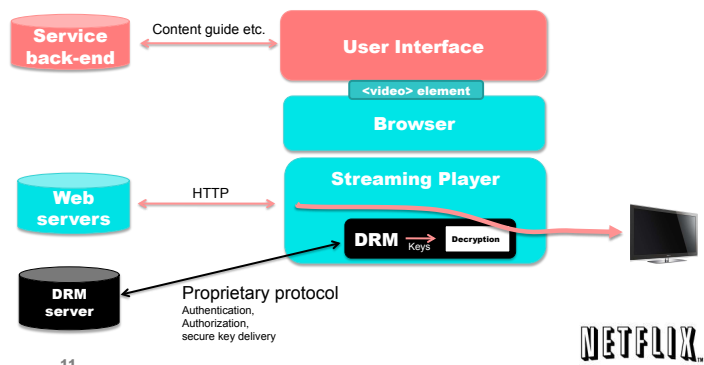 Service
back-end
Content guide etc.
User Interface
<video> element
Browser
Web
servers
HTTP
Streaming Player
DRM
Keys
Decryption
DRM
server
Proprietary protocol
Authentication,
Authorization,
secure key delivery
NETFLIX
11